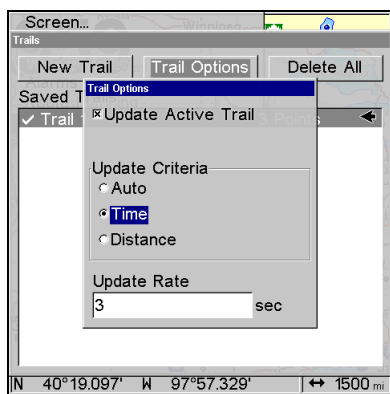 Screen...
Trails
New Trail Trail Options Delete All
Saved T
Trail Options
Trail
Points
Update Active Trail
Update Criteria
Auto
Time
Distance
Update Rate
3 sec
N 40°19.097' W 97°57.329' ↔ 1500 mi